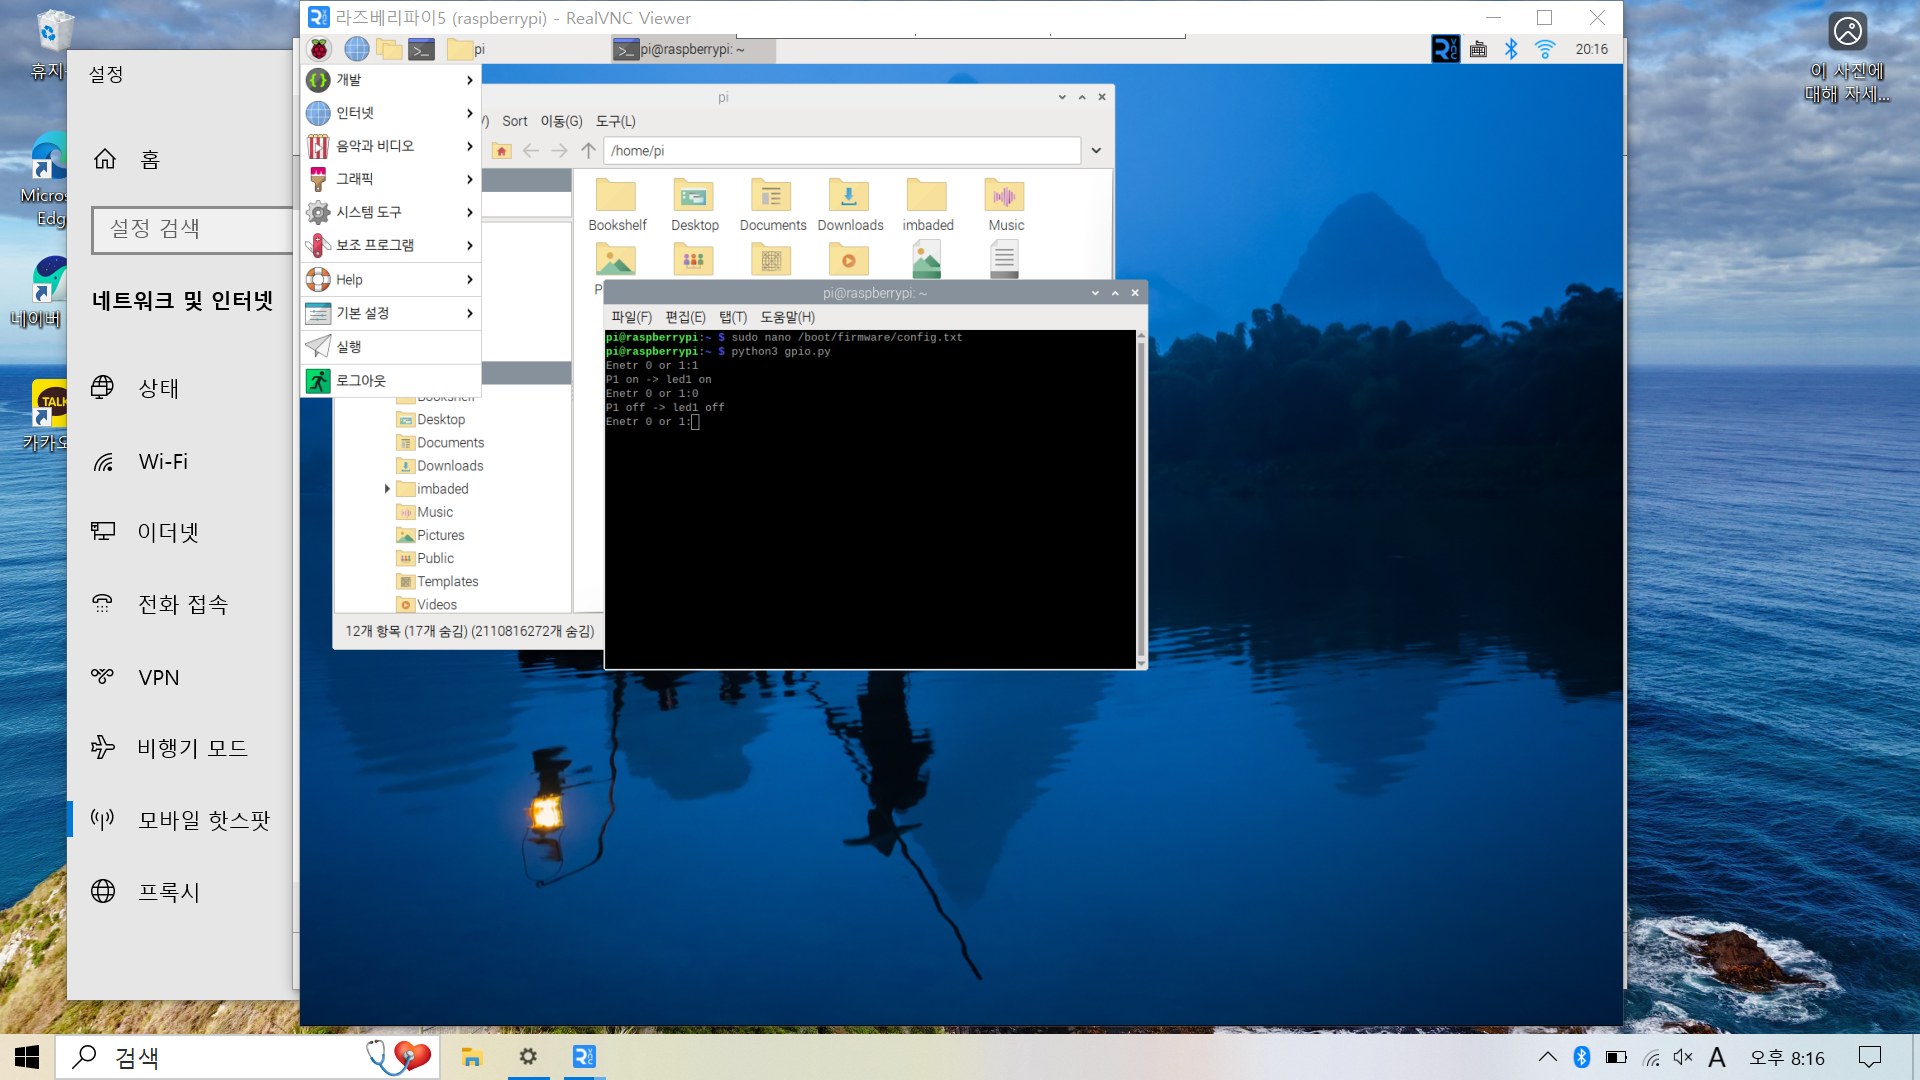 라즈베리파이5 (raspberrypi) - RealVNC Viewer
pi
pi@raspberrypi: ~
20:16
개발
인터넷
음악과 비디오
그래픽
시스템 도구
보조 프로그램
Help
기본 설정
실행
로그아웃
pi
Sort
이동(G)
도구(L)
/home/pi
Bookshelf
Desktop
Documents
Downloads
imbaded
Music
Bookshelf
Desktop
Documents
Downloads
imbaded
Music
Pictures
Public
Templates
Videos
12개 항목 (17개 숨김) (2110816272개 숨김)
pi@raspberrypi: ~
파일(F) 편집(E) 탭(T) 도움말(H)
pi@raspberrypi:~ $ sudo nano /boot/firmware/config.txt
pi@raspberrypi:~ $ python3 gpio.py
Enetr 0 or 1:1
P1 on -> led1 on
Enetr 0 or 1:0
P1 off -> led1 off
Enetr 0 or 1:
설정
홈
설정 검색
네트워크 및 인터넷
상태
Wi-Fi
이더넷
전화 접속
VPN
비행기 모드
모바일 핫스팟
프록시
휴지
Micros
Edg
네이버
TALK
카카오
이 사진에
대해 자세...
검색
A
오후 8:16